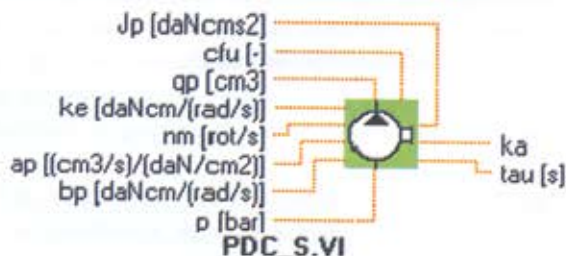 Jp [daNcms2]
cfu [-]
qp [cm3]
ke [daNcm/(rad/s)]
nm [rot/s]
ap [(cm3/s)/(daN/cm2)]
bp [daNcm/(rad/s)]
p [bar]
ka
tau [s]
PDC_S.VI